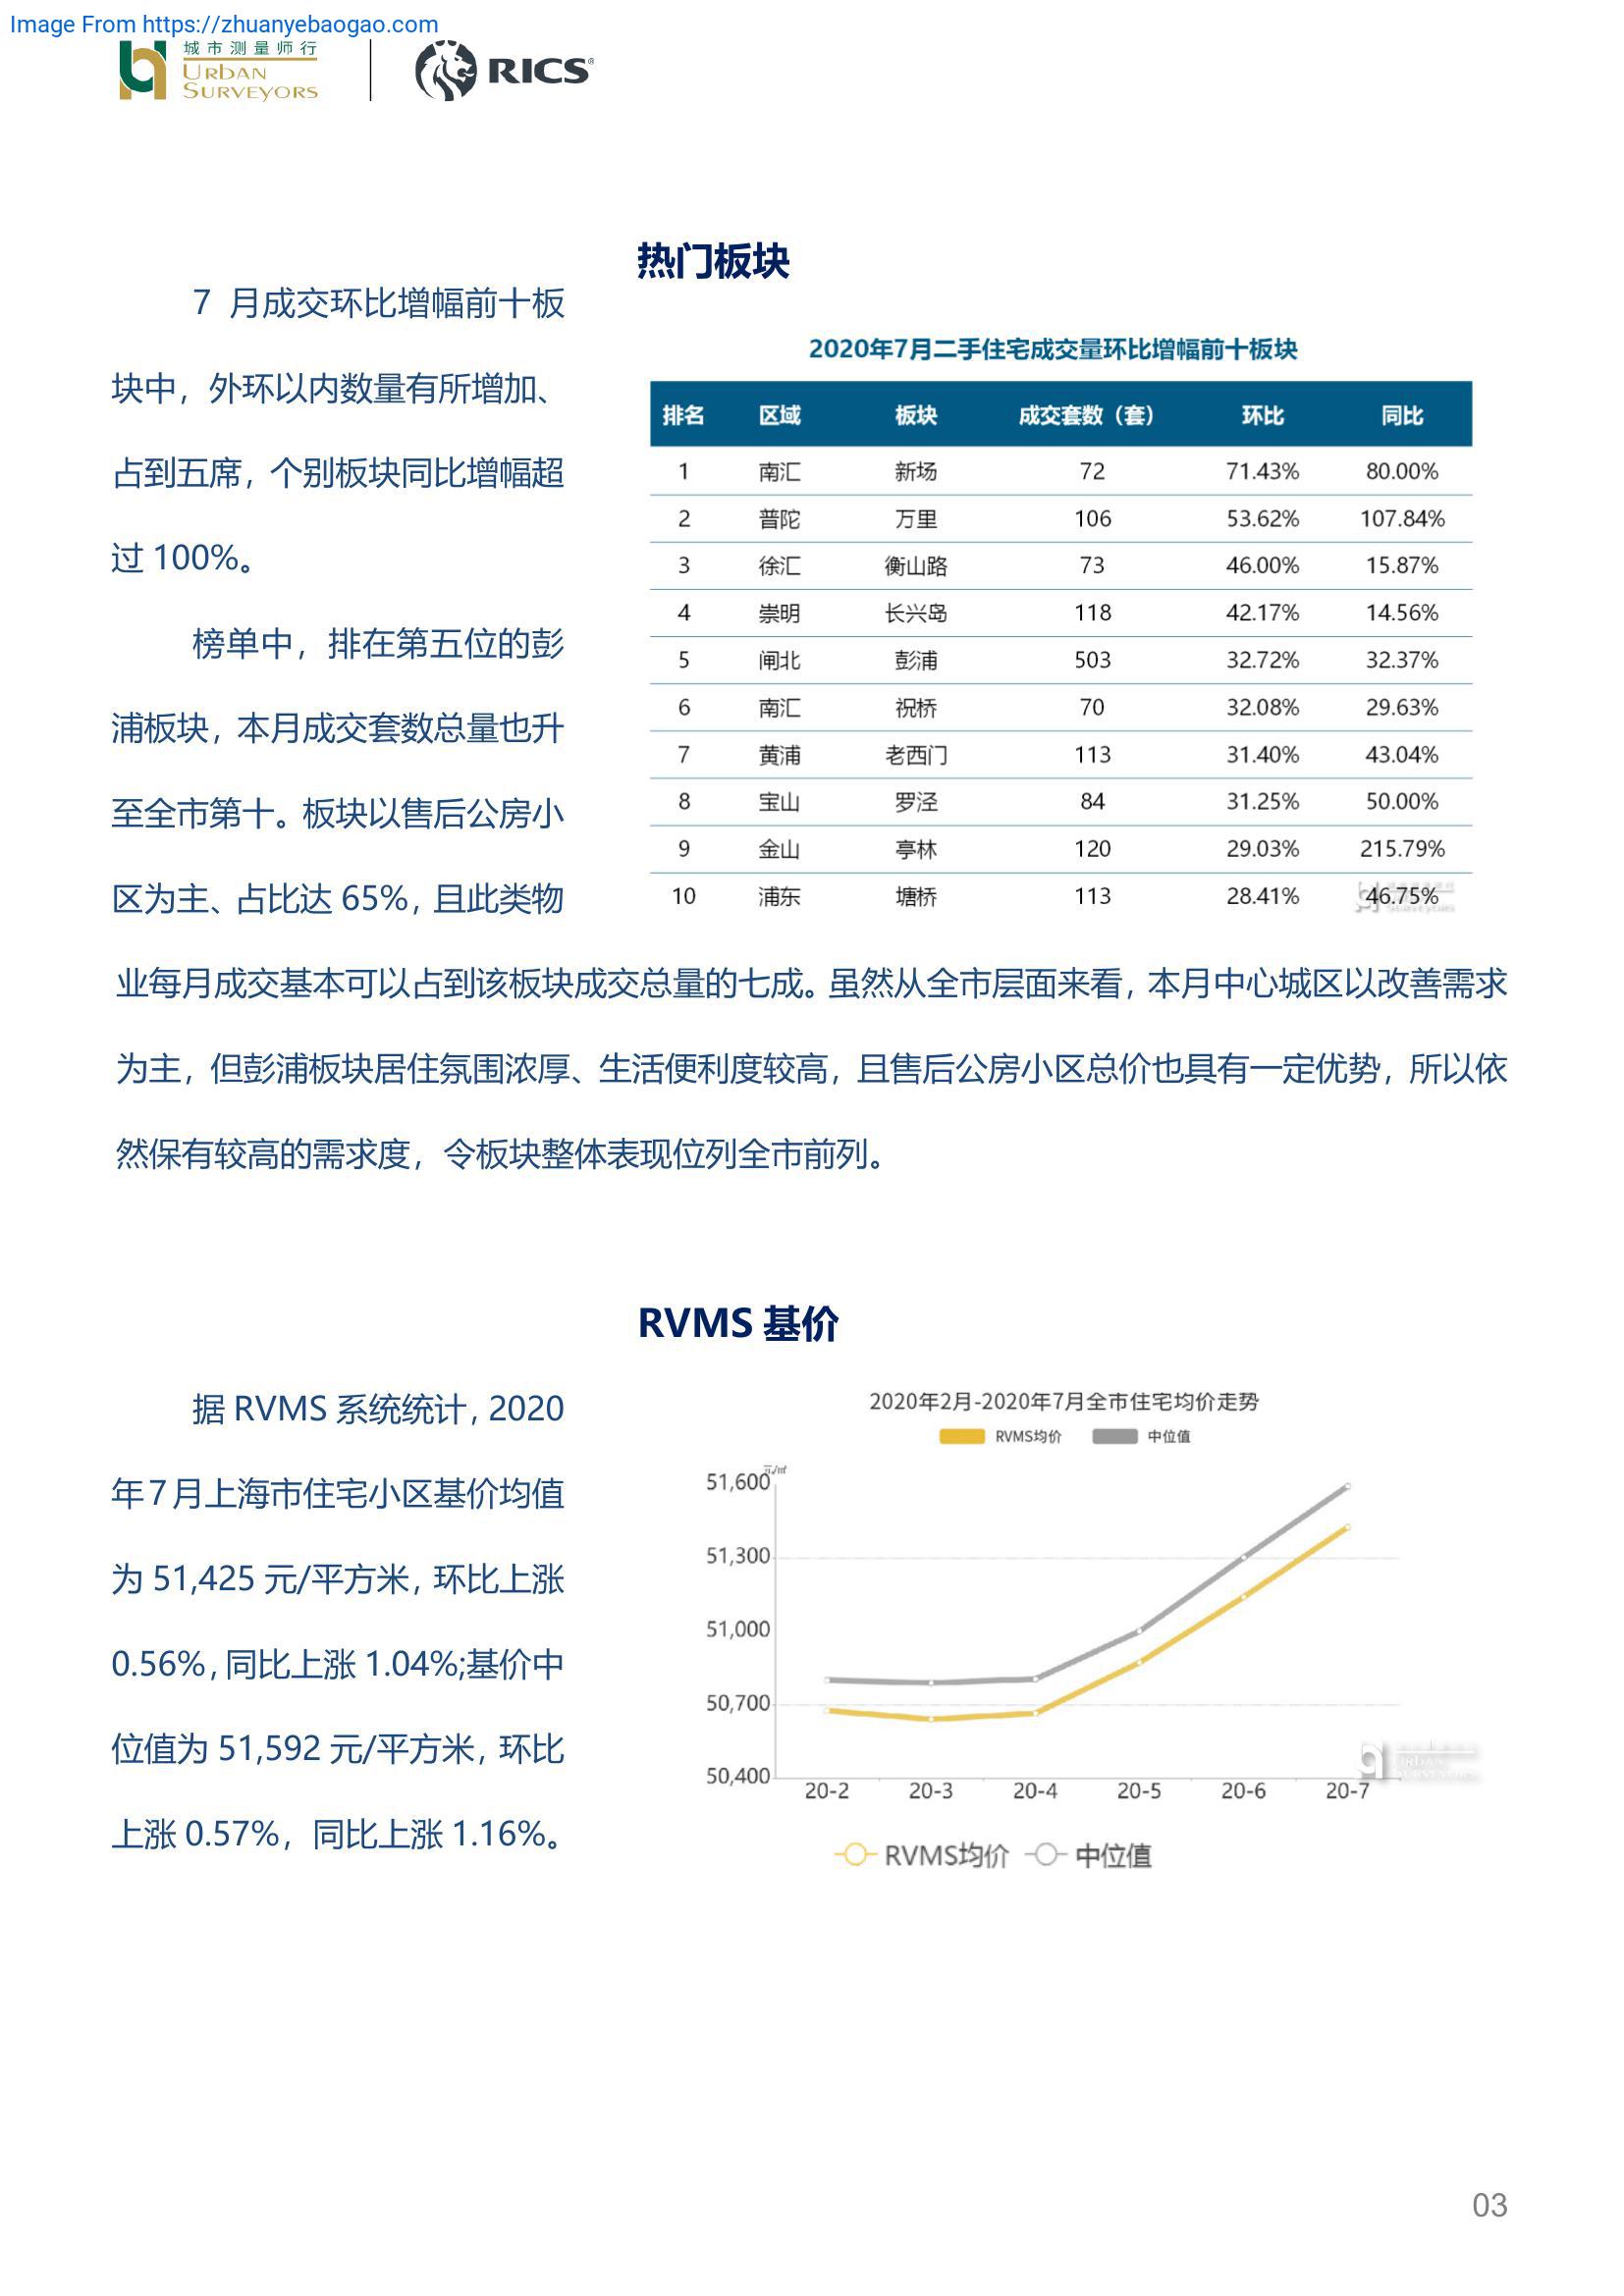 Image From https://zhuanyebaogao.com
城市测量师行
URBAN
SURVEYORS
RICS®
热门板块
7 月成交环比增幅前十板
块中，外环以内数量有所增加、
占到五席，个别板块同比增幅超
过 100%。
榜单中，排在第五位的彭
浦板块，本月成交套数总量也升
至全市第十。板块以售后公房小
区为主、占比达 65%，且此类物
2020年7月二手住宅成交量环比增幅前十板块
排名 区域 板块 成交套数（套） 环比 同比
1 南汇 新场 72 71.43% 80.00%
2 普陀 万里 106 53.62% 107.84%
3 徐汇 衡山路 73 46.00% 15.87%
4 崇明 长兴岛 118 42.17% 14.56%
5 闸北 彭浦 503 32.72% 32.37%
6 南汇 祝桥 70 32.08% 29.63%
7 黄浦 老西门 113 31.40% 43.04%
8 宝山 罗泾 84 31.25% 50.00%
9 金山 亭林 120 29.03% 215.79%
10 浦东 塘桥 113 28.41% 46.75%
业每月成交基本可以占到该板块成交总量的七成。虽然从全市层面来看，本月中心城区以改善需求
为主，但彭浦板块居住氛围浓厚、生活便利度较高，且售后公房小区总价也具有一定优势，所以依
然保有较高的需求度，令板块整体表现位列全市前列。
RVMS 基价
据 RVMS 系统统计，2020
年 7 月上海市住宅小区基价均值
为 51,425 元/平方米，环比上涨
0.56%，同比上涨 1.04%;基价中
位值为 51,592 元/平方米，环比
上涨 0.57%，同比上涨 1.16%。
2020年2月-2020年7月全市住宅均价走势
RVMS均价 中位值
元/㎡
51,600
51,300
51,000
50,700
50,400
20-2 20-3 20-4 20-5 20-6 20-7
URBAN
SURVEYORS
RVMS均价 中位值
03